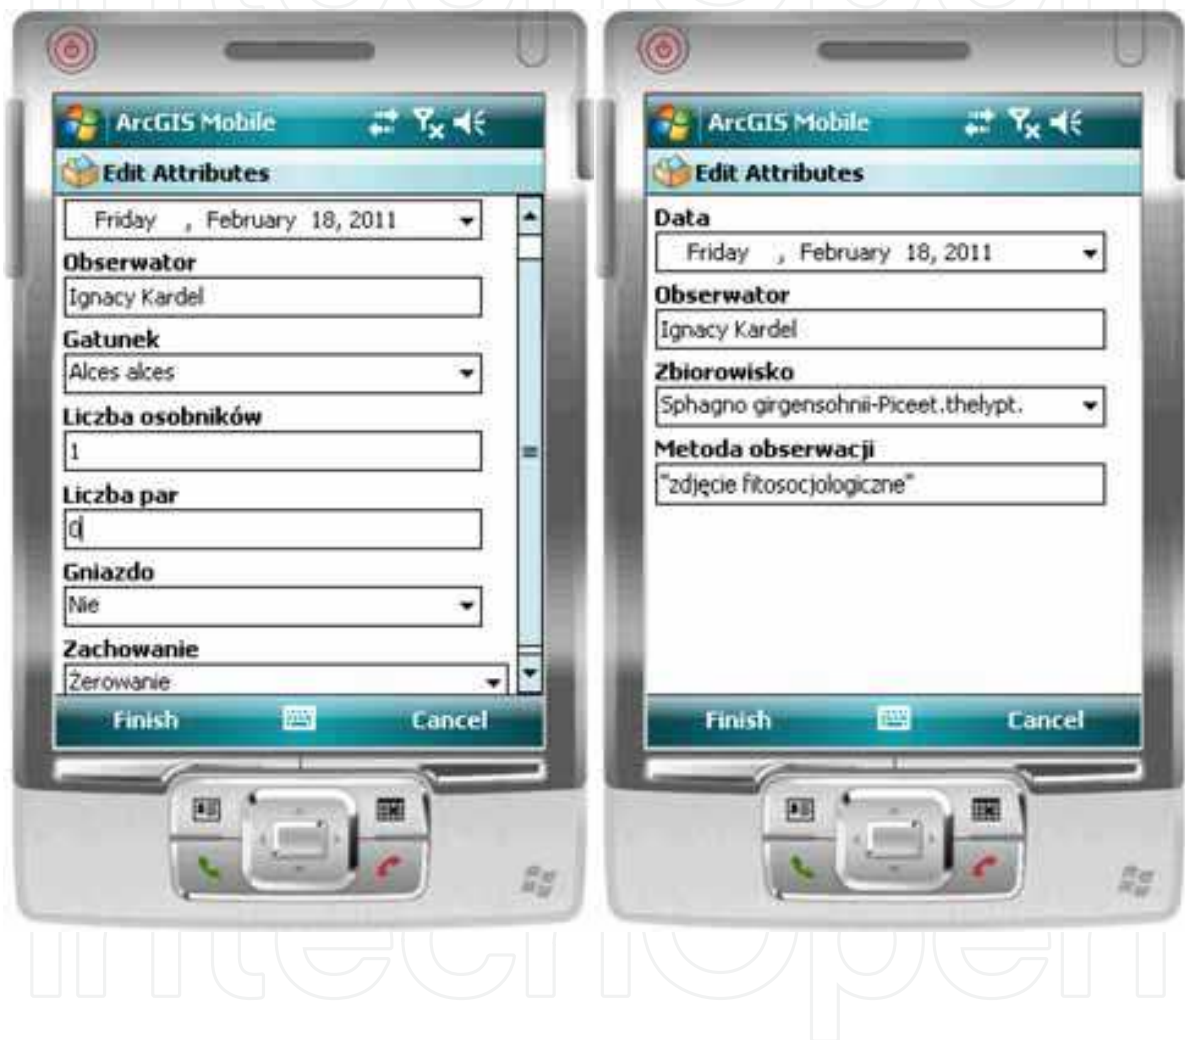 ArcGIS Mobile
Edit Attributes
Friday , February 18, 2011
Obserwator
Ignacy Kardel
Gatunek
Alces alces
Liczba osobników
1
Liczba par
0
Gniazdo
Nie
Zachowanie
Żerowanie
Finish
Cancel
ArcGIS Mobile
Edit Attributes
Data
Friday , February 18, 2011
Obserwator
Ignacy Kardel
Zbiorowisko
Sphagno girgensohnii-Piceet.thelypt.
Metoda obserwacji
"zdjęcie fitosocjologiczne"
Finish
Cancel
intechopen